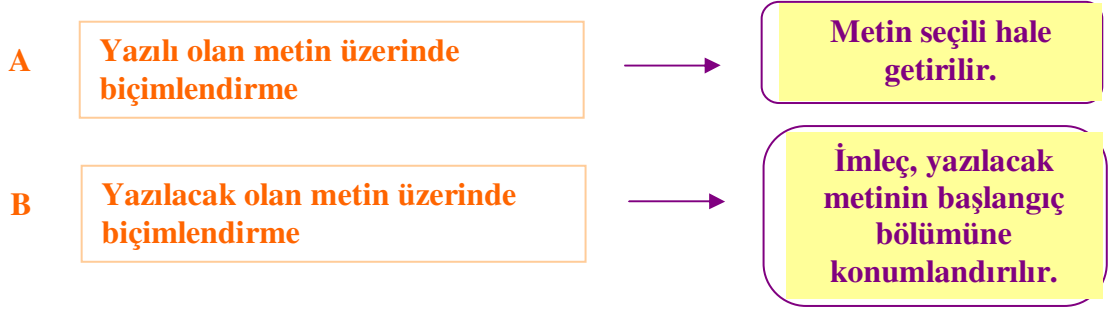 A
Yazılı olan metin üzerinde
biçimlendirme
Metin seçili hale
getirilir.
B
Yazılacak olan metin üzerinde
biçimlendirme
İmleç, yazılacak
metinin başlangıç
bölümüne
konumlandırılır.